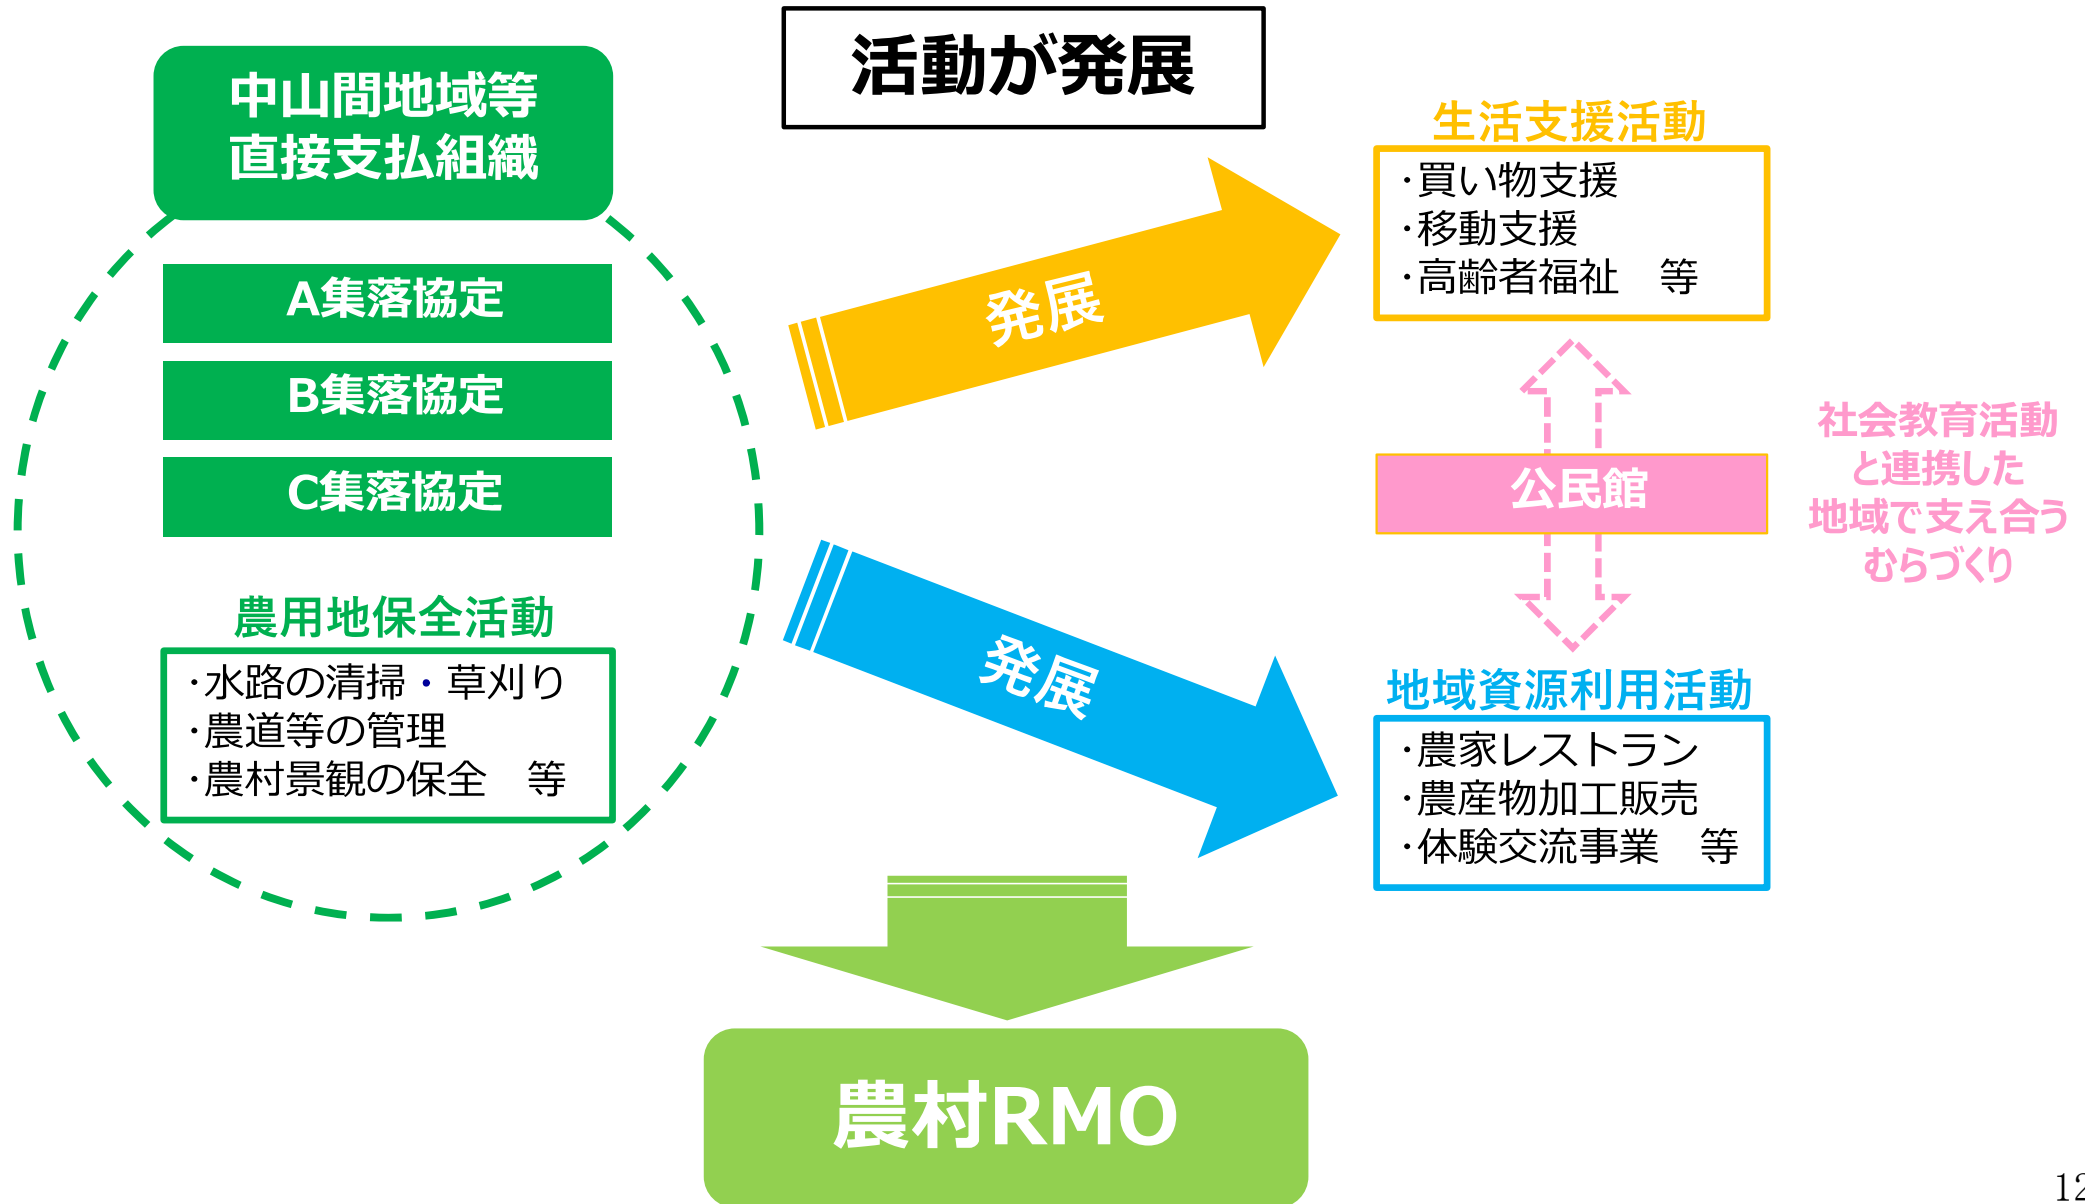 活動が発展
中山間地域等
直接支払組織
A集落協定
B集落協定
C集落協定
農用地保全活動
・水路の清掃・草刈り
・農道等の管理
・農村景観の保全　等
発展
発展
生活支援活動
・買い物支援
・移動支援
・高齢者福祉　等
公民館
社会教育活動
と連携した
地域で支え合う
むらづくり
地域資源利用活動
・農家レストラン
・農産物加工販売
・体験交流事業　等
農村RMO
12